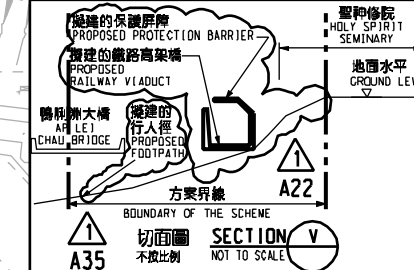 擬建的保護屏障
PROPOSED PROTECTION BARRIER
擬建的鐵路高架橋
PROPOSED
RAILWAY VIADUCT
聖神修院
HOLY SPIRIT
SEMINARY
地面水平
GROUND LEV
鴨脷洲大橋
AP LEI
CHAU BRIDGE
擬建的
行人徑
PROPOSED
FOOTPATH
1
A22
方案界線
BOUNDARY OF THE SCHEME
1
A35
切面圖
不按比例
SECTION
NOT TO SCALE
V